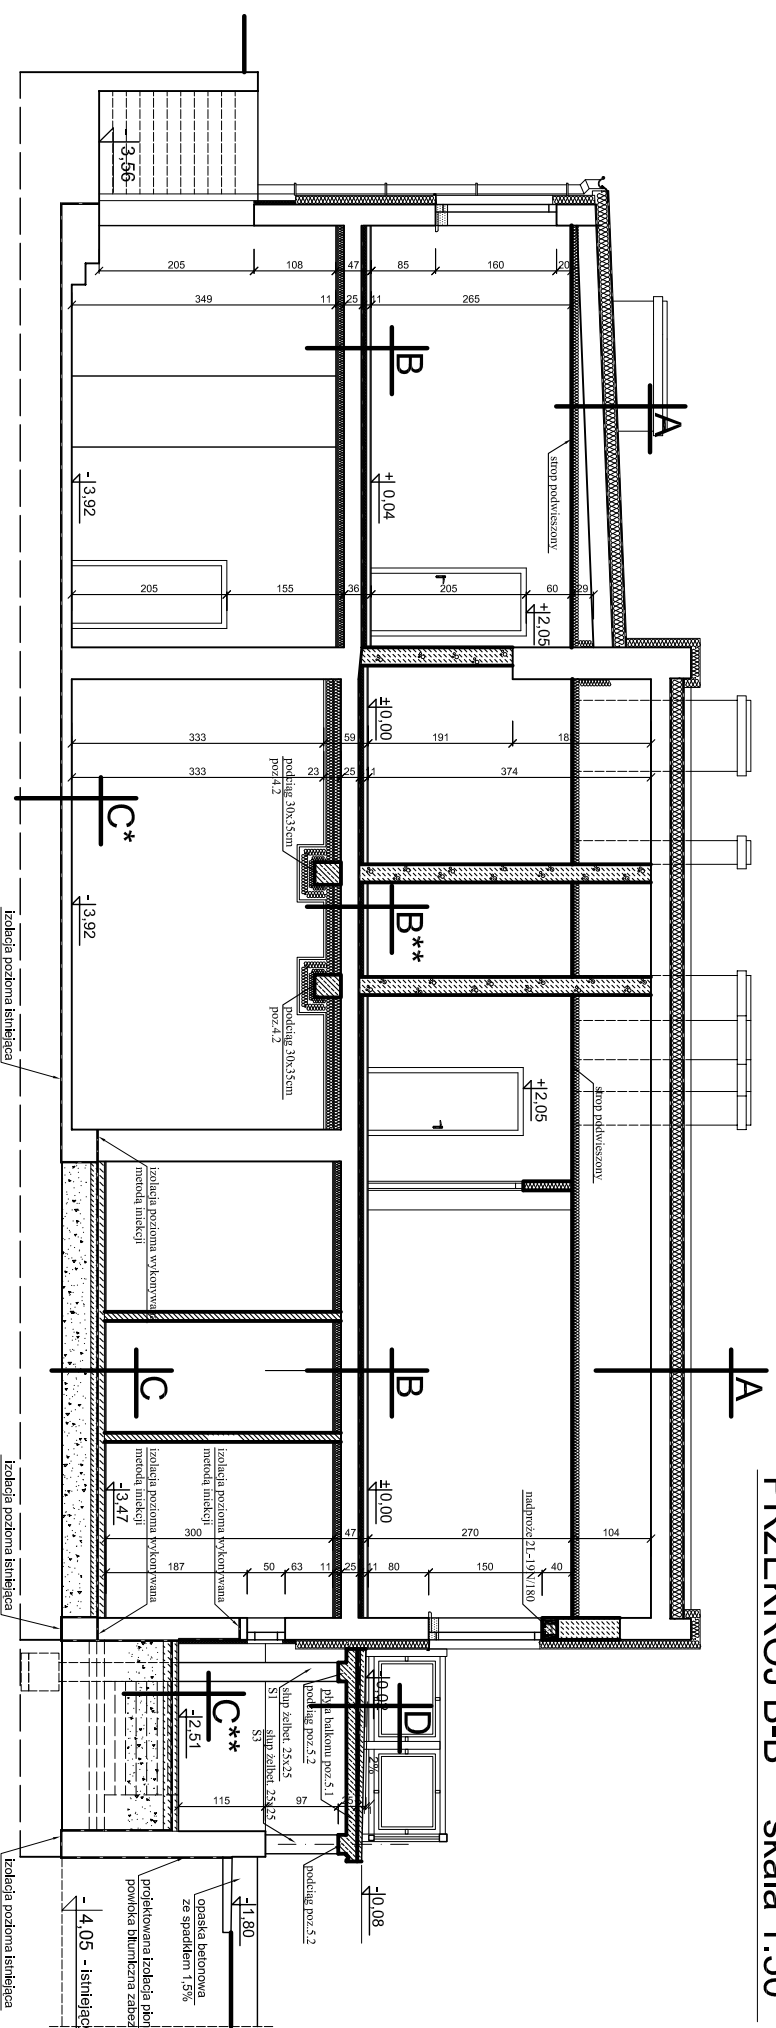 PRZEKRÓJ B-B skala 1:50
A
A
B
B**
B
C*
C
C**
D
strop podwieszony
strop podwieszony
nadproże 2L-19N/180
- 3,56
205
108
47
85
160
20
349
11
25
11
265
- 3,92
+ 0,04
205
155
36
205
60
29
+2,05
±0,00
333
59
191
18
333
23
25
11
374
podciąg 30x35cm
poz.4.2
podciąg 30x35cm
poz.4.2
- 3,92
+2,05
izolacja pozioma istniejąca
izolacja pozioma wykonywana
metodą iniekcji
izolacja pozioma wykonywana
metodą iniekcji
izolacja pozioma wykonywana
-3,47
±0,00
300
47
270
104
187
50
63
11
25
11
80
150
40
izolacja pozioma istniejąca
płyta balkonu poz.5.1
podciąg poz.5.2
słup żelbet. 25x25
S1
słup żelbet. 25x25
S3
podciąg poz.5.2
2%
-2,51
115
97
-0,08
-1,80
opaska betonowa
ze spadkiem 1,5%
- 4,05 - istniejąc
izolacja pozioma istniejąca
projektowana izolacja pion
powłoka bitumiczna zabez